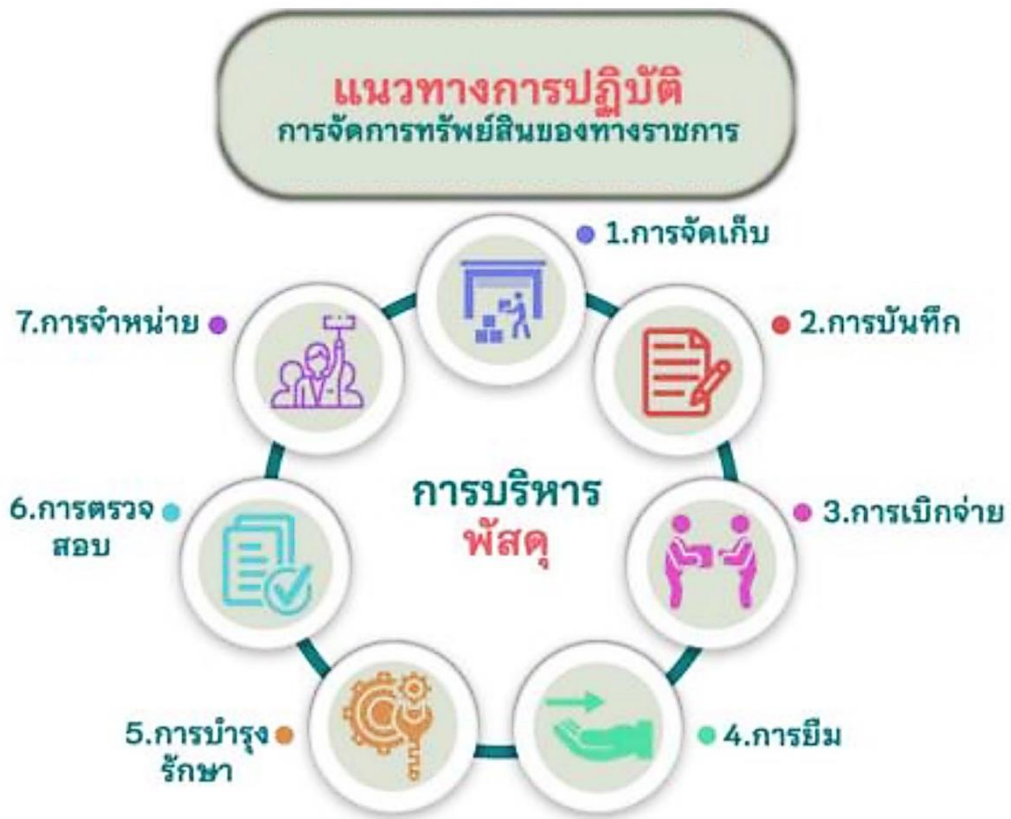 แนวทางการปฏิบัติ
การจัดการทรัพย์สินของทางราชการ
1.การจัดเก็บ
2.การบันทึก
3.การเบิกจ่าย
4.การยืม
5.การบำรุง
รักษา
6.การตรวจ
สอบ
7.การจำหน่าย
การบริหาร
พัสดุ